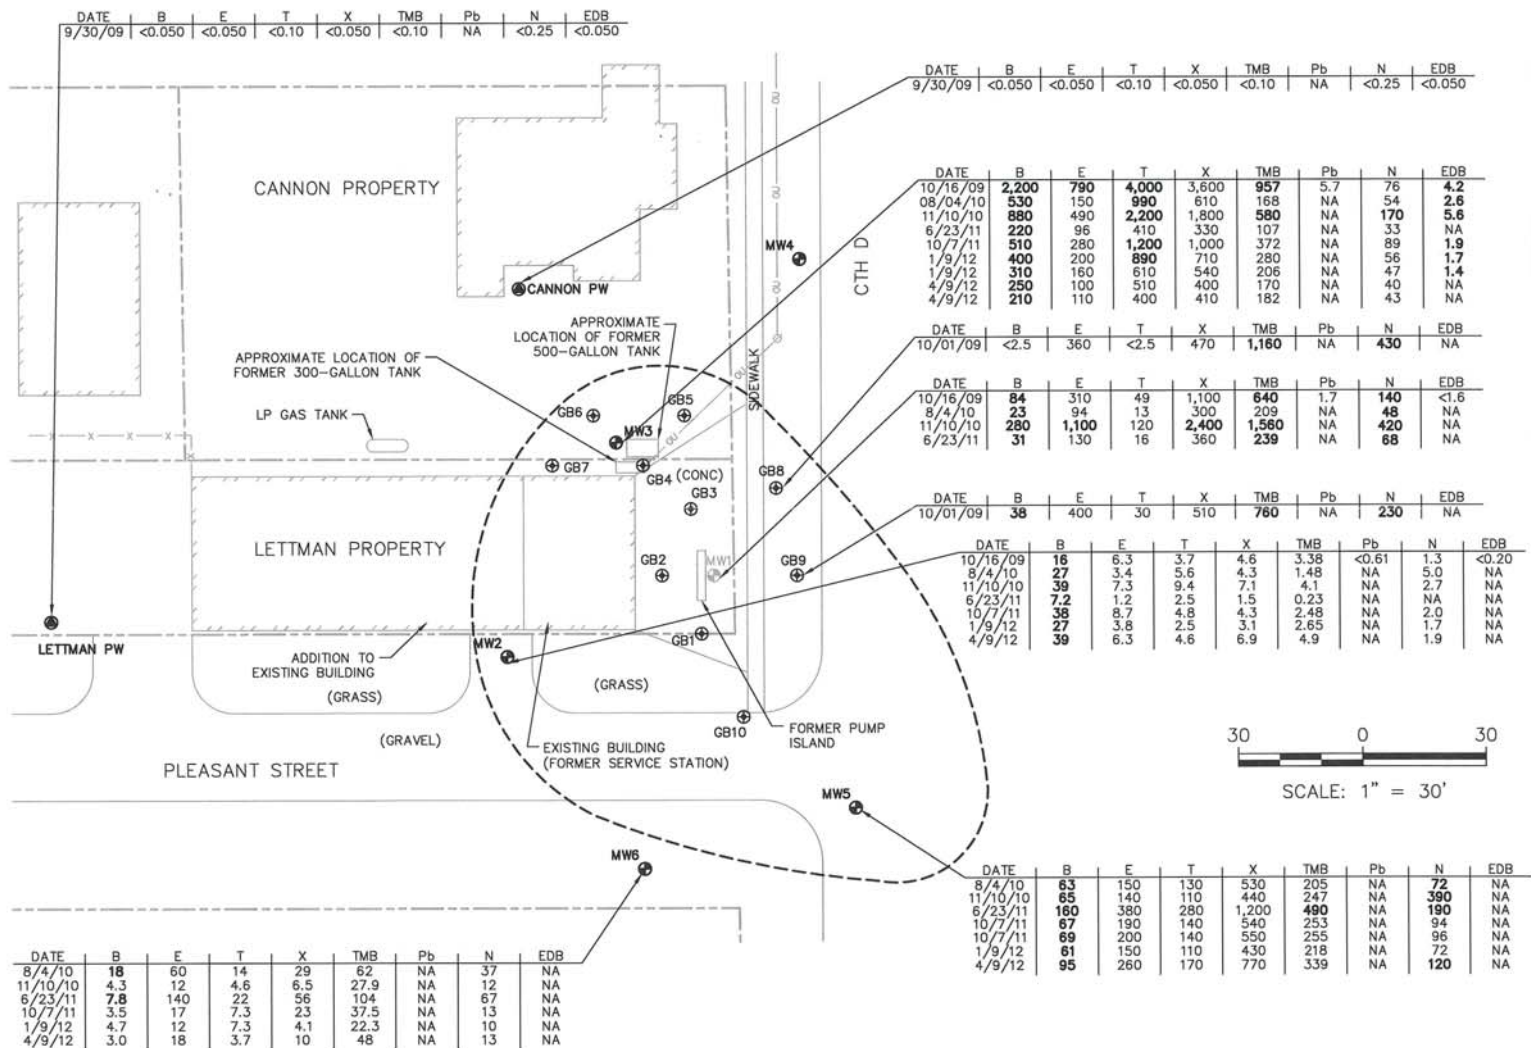 DATE B E T X TMB Pb N EDB
9/30/09 <0.050 <0.050 <0.10 <0.050 <0.10 NA <0.25 <0.050
DATE B E T X TMB Pb N EDB
9/30/09 <0.050 <0.050 <0.10 <0.050 <0.10 NA <0.25 <0.050
DATE B E T X TMB Pb N EDB
10/16/09 2,200 790 4,000 3,600 957 5.7 76 4.2
08/04/10 530 150 990 610 168 NA 54 2.6
11/10/10 880 490 2,200 1,800 580 NA 170 5.6
6/23/11 220 96 410 330 107 NA 33 NA
10/7/11 510 280 1,200 1,000 372 NA 89 1.9
1/9/12 400 200 890 710 280 NA 56 1.7
1/9/12 310 160 610 540 206 NA 47 1.4
4/9/12 250 100 510 400 170 NA 40 NA
4/9/12 210 110 400 410 182 NA 43 NA
DATE B E T X TMB Pb N EDB
10/01/09 <2.5 360 <2.5 470 1,160 NA 430 NA
DATE B E T X TMB Pb N EDB
10/16/09 84 310 49 1,100 640 1.7 140 <1.6
8/4/10 23 94 13 300 209 NA 48 NA
11/10/10 280 1,100 120 2,400 1,560 NA 420 NA
6/23/11 31 130 16 360 239 NA 68 NA
DATE B E T X TMB Pb N EDB
10/01/09 38 400 30 510 760 NA 230 NA
DATE B E T X TMB Pb N EDB
10/16/09 16 6.3 3.7 4.6 3.38 <0.61 1.3 <0.20
8/4/10 27 3.4 5.6 4.3 1.48 NA 5.0 NA
11/10/10 39 7.3 9.4 7.1 4.1 NA 2.7 NA
6/23/11 7.2 1.2 2.5 1.5 0.23 NA NA NA
10/7/11 38 8.7 4.8 4.3 2.48 NA 2.0 NA
1/9/12 27 3.8 2.5 3.1 2.65 NA 1.7 NA
4/9/12 39 6.3 4.6 6.9 4.9 NA 1.9 NA
CANNON PROPERTY
MW4
CTH D
OU
OU
OU
CANNON PW
APPROXIMATE
LOCATION OF FORMER
500-GALLON TANK
APPROXIMATE LOCATION OF
FORMER 300-GALLON TANK
SIDEWALK
OU
LP GAS TANK
GB6
GB5
MW3
OU
X X X X
X
GB7
GB4
(CONC)
GB8
GB3
LETTMAN PROPERTY
GB2
MW1
GB9
LETTMAN PW
GB1
MW2
ADDITION TO
EXISTING BUILDING
(GRASS)
(GRASS)
GB10
FORMER PUMP
ISLAND
(GRAVEL)
EXISTING BUILDING
(FORMER SERVICE STATION)
PLEASANT STREET
30 0 30
SCALE: 1" = 30'
MW5
MW6
DATE B E T X TMB Pb N EDB
8/4/10 63 150 130 530 205 NA 72 NA
11/10/10 65 140 110 440 247 NA 390 NA
6/23/11 160 380 280 1,200 490 NA 190 NA
10/7/11 67 190 140 540 253 NA 94 NA
10/7/11 69 200 140 550 255 NA 96 NA
1/9/12 61 150 110 430 218 NA 72 NA
4/9/12 95 260 170 770 339 NA 120 NA
DATE B E T X TMB Pb N EDB
8/4/10 18 60 14 29 62 NA 37 NA
11/10/10 4.3 12 4.6 6.5 27.9 NA 12 NA
6/23/11 7.8 140 22 56 104 NA 67 NA
10/7/11 3.5 17 7.3 23 37.5 NA 13 NA
1/9/12 4.7 12 7.3 4.1 22.3 NA 10 NA
4/9/12 3.0 18 3.7 10 48 NA 13 NA